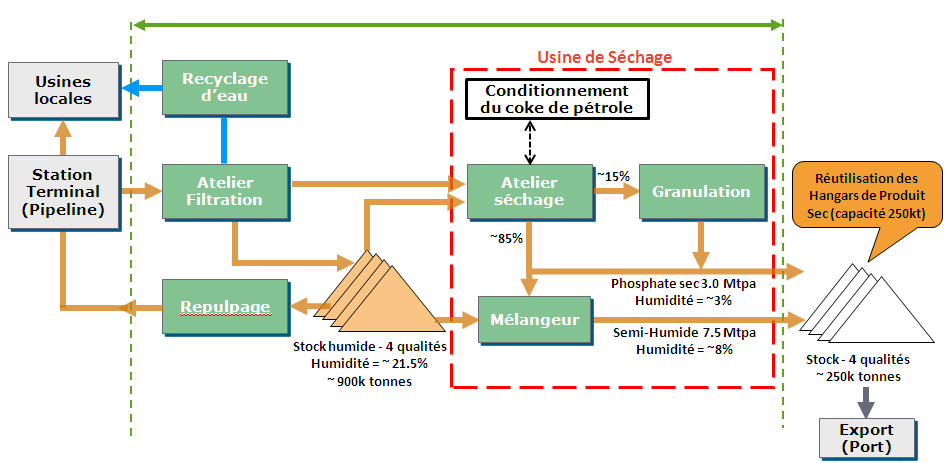 Usine de Séchage
Usines
locales
Recyclage
d'eau
Conditionnement
du coke de pétrole
Station
Terminal
(Pipeline)
Atelier
Filtration
Atelier
séchage
~15%
Granulation
Réutilisation des
Hangars de Produit
Sec (capacité 250kt)
~85%
Phosphate sec 3.0 Mtpa
Humidité = ~3%
Repulpage
Mélangeur
Semi-Humide 7.5 Mtpa
Humidité = ~8%
Stock humide - 4 qualités
Humidité = ~ 21.5%
~ 900k tonnes
Stock - 4 qualités
~ 250k tonnes
Export
(Port)